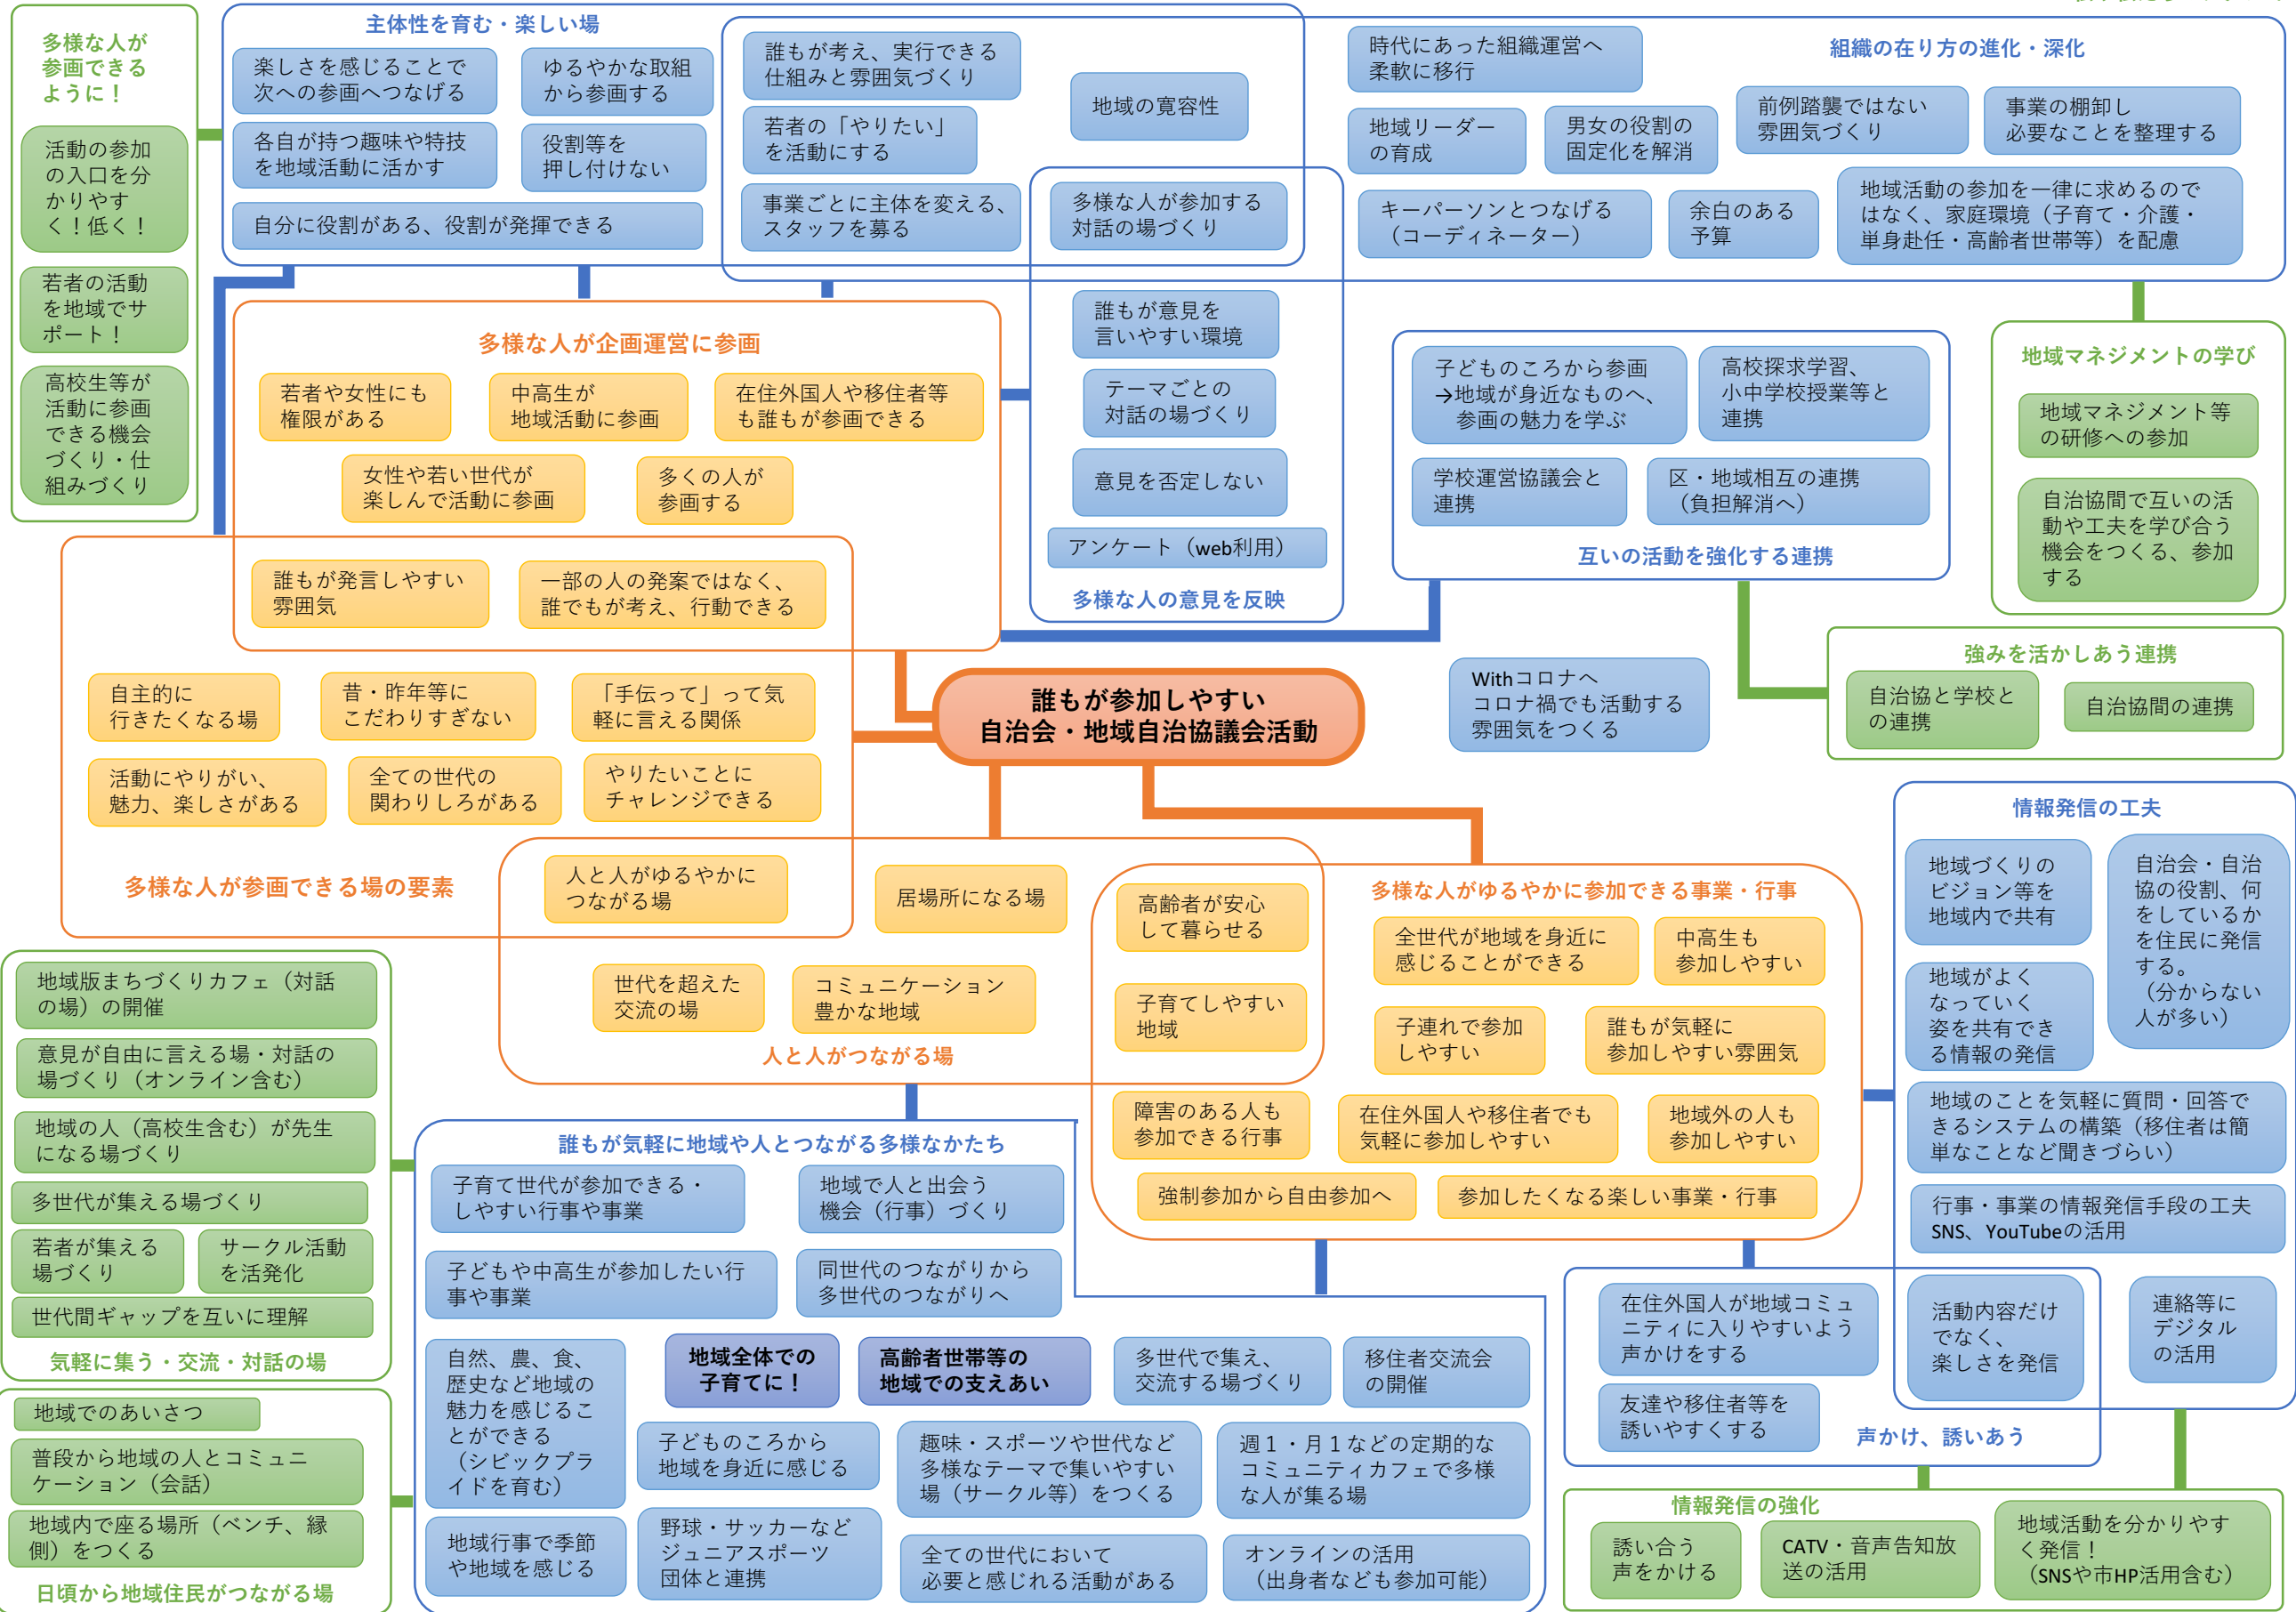 多様な人が
参画できる
ように！
活動の参加
の入口を分
かりやす
く！低く！
若者の活動
を地域でサ
ポート！
高校生等が
活動に参画
できる機会
づくり・仕
組みづくり
主体性を育む・楽しい場
楽しさを感じることで
次への参画へつなげる
ゆるやかな取組
から参画する
各自が持つ趣味や特技
を地域活動に活かす
役割等を
押し付けない
自分に役割がある、役割が発揮できる
誰もが考え、実行できる
仕組みと雰囲気づくり
若者の「やりたい」
を活動にする
事業ごとに主体を変える、
スタッフを募る
地域の寛容性
多様な人が参加する
対話の場づくり
組織の在り方の進化・深化
時代にあった組織運営へ
柔軟に移行
地域リーダー
の育成
男女の役割の
固定化を解消
前例踏襲ではない
雰囲気づくり
事業の棚卸し
必要なことを整理する
キーパーソンとつなげる
（コーディネーター）
余白のある
予算
地域活動の参加を一律に求めるので
はなく、家庭環境（子育て・介護・
単身赴任・高齢者世帯等）を配慮
多様な人が企画運営に参画
若者や女性にも
権限がある
中高生が
地域活動に参画
在住外国人や移住者等
も誰もが参画できる
女性や若い世代が
楽しんで活動に参画
多くの人が
参画する
誰もが発言しやすい
雰囲気
一部の人の発案ではなく、
誰でもが考え、行動できる
誰もが意見を
言いやすい環境
テーマごとの
対話の場づくり
意見を否定しない
アンケート（web利用）
多様な人の意見を反映
子どものころから参画
→地域が身近なものへ、
参画の魅力を学ぶ
高校探求学習、
小中学校授業等と
連携
学校運営協議会と
連携
区・地域相互の連携
（負担解消へ）
互いの活動を強化する連携
地域マネジメントの学び
地域マネジメント等
の研修への参加
自治協間で互いの活
動や工夫を学び合う
機会をつくる、参加
する
強みを活かしあう連携
自治協と学校と
の連携
自治協間の連携
自主的に
行きたくなる場
昔・昨年等に
こだわりすぎない
「手伝って」って気
軽に言える関係
活動にやりがい、
魅力、楽しさがある
全ての世代の
関わりしろがある
やりたいことに
チャレンジできる
多様な人が参画できる場の要素
誰もが参加しやすい
自治会・地域自治協議会活動
Withコロナへ
コロナ禍でも活動する
雰囲気をつくる
人と人がゆるやかに
つながる場
居場所になる場
世代を超えた
交流の場
コミュニケーション
豊かな地域
人と人がつながる場
高齢者が安心
して暮らせる
子育てしやすい
地域
多様な人がゆるやかに参加できる事業・行事
全世代が地域を身近に
感じることができる
中高生も
参加しやすい
子連れで参加
しやすい
誰もが気軽に
参加しやすい雰囲気
障害のある人も
参加できる行事
在住外国人や移住者でも
気軽に参加しやすい
地域外の人も
参加しやすい
強制参加から自由参加へ
参加したくなる楽しい事業・行事
情報発信の工夫
地域づくりの
ビジョン等を
地域内で共有
自治会・自治
協の役割、何
をしているか
を住民に発信
する。
（分からない
人が多い）
地域がよく
なっていく
姿を共有でき
る情報の発信
地域のことを気軽に質問・回答で
きるシステムの構築（移住者は簡
単なことなど聞きづらい）
行事・事業の情報発信手段の工夫
SNS、YouTubeの活用
活動内容だけ
でなく、
楽しさを発信
連絡等に
デジタル
の活用
在住外国人が地域コミュ
ニティに入りやすいよう
声かけをする
友達や移住者等を
誘いやすくする
声かけ、誘いあう
情報発信の強化
誘い合う
声をかける
CATV・音声告知放
送の活用
地域活動を分かりやす
く発信！
（SNSや市HP活用含む）
地域版まちづくりカフェ（対話
の場）の開催
意見が自由に言える場・対話の
場づくり（オンライン含む）
地域の人（高校生含む）が先生
になる場づくり
多世代が集える場づくり
若者が集える
場づくり
サークル活動
を活発化
世代間ギャップを互いに理解
気軽に集う・交流・対話の場
地域でのあいさつ
普段から地域の人とコミュニ
ケーション（会話）
地域内で座る場所（ベンチ、縁
側）をつくる
日頃から地域住民がつながる場
誰もが気軽に地域や人とつながる多様なかたち
子育て世代が参加できる・
しやすい行事や事業
地域で人と出会う
機会（行事）づくり
子どもや中高生が参加したい行
事や事業
同世代のつながりから
多世代のつながりへ
自然、農、食、
歴史など地域の
魅力を感じるこ
とができる
（シビックプラ
イドを育む）
地域全体での
子育てに！
高齢者世帯等の
地域での支えあい
多世代で集え、
交流する場づくり
移住者交流会
の開催
子どものころから
地域を身近に感じる
趣味・スポーツや世代など
多様なテーマで集いやすい
場（サークル等）をつくる
週１・月１などの定期的な
コミュニティカフェで多様
な人が集る場
地域行事で季節
や地域を感じる
野球・サッカーなど
ジュニアスポーツ
団体と連携
全ての世代において
必要と感じれる活動がある
オンラインの活用
（出身者なども参加可能）